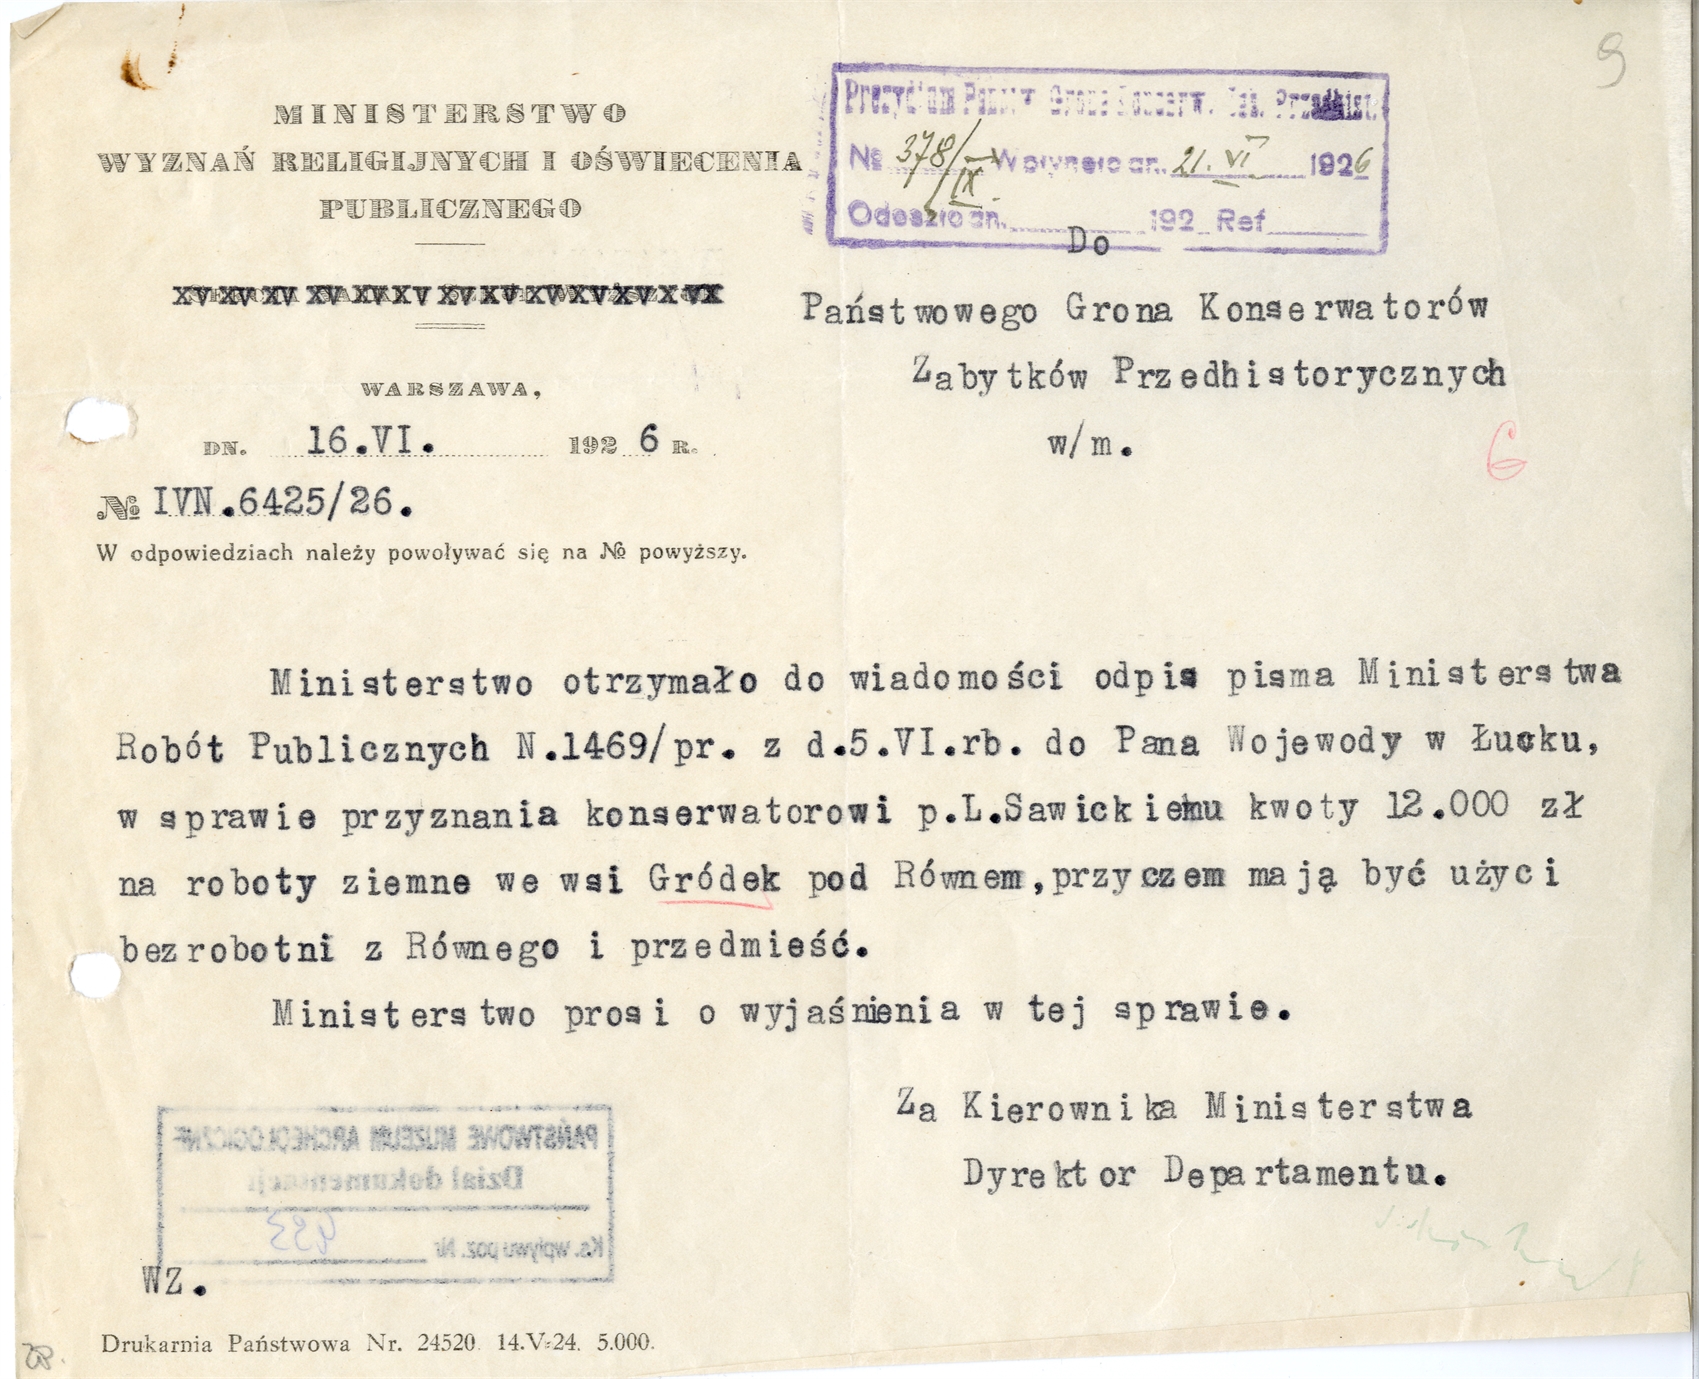 9
MINISTERSTWO
WYZNAŃ RELIGIJNYCH I OŚWIECENIA
PUBLICZNEGO
WARSZAWA,
DN. 16.VI. 1926 R.
№ IVN.6425/26.
W odpowiedziach należy powoływać się na № powyższy.
№ 378/IX Wpłynęło dn. 21. VI 1926
Odeszło dn. 192 Ref
Do
Państwowego Grona Konserwatorów
Zabytków Przedhistorycznych
w/m.
6
Ministerstwo otrzymało do wiadomości odpis pisma Ministerstwa
Robót Publicznych N.1469/pr. z d.5.VI.rb. do Pana Wojewody w Łucku,
w sprawie przyznania konserwatorowi p.L.Sawickiemu kwoty 12.000 zł
na roboty ziemne we wsi Gródek pod Równem,przyczem mają być użyci
bezrobotni z Równego i przedmieść.
Ministerstwo prosi o wyjaśnienia w tej sprawie.
Za Kierownika Ministerstwa
Dyrektor Departamentu.
PAŃSTWOWE MUZEUM ARCHEOLOGICZNE
Dział dokumentacji
Ks. wpływu poz. Nr 493
WZ.
Drukarnia Państwowa Nr. 24520. 14.V-24. 5.000.